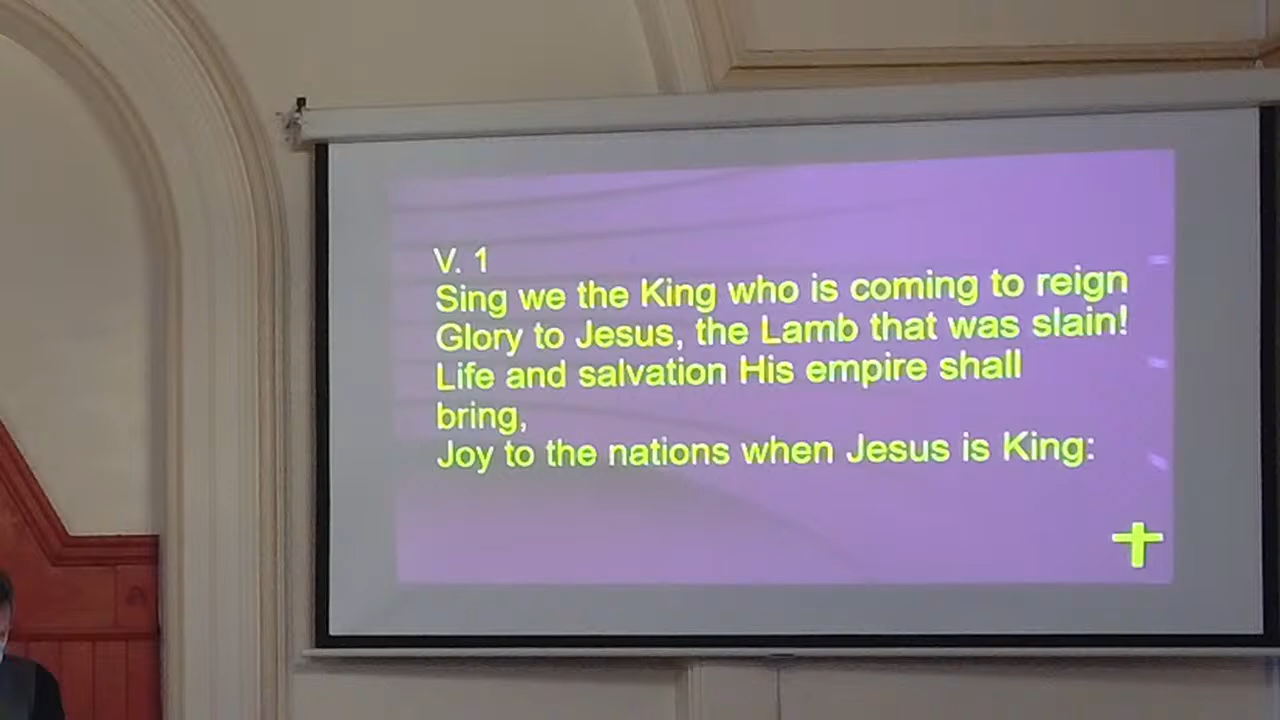 V. 1
Sing we the King who is coming to reign
Glory to Jesus, the Lamb that was slain!
Life and salvation His empire shall
bring,
Joy to the nations when Jesus is King: